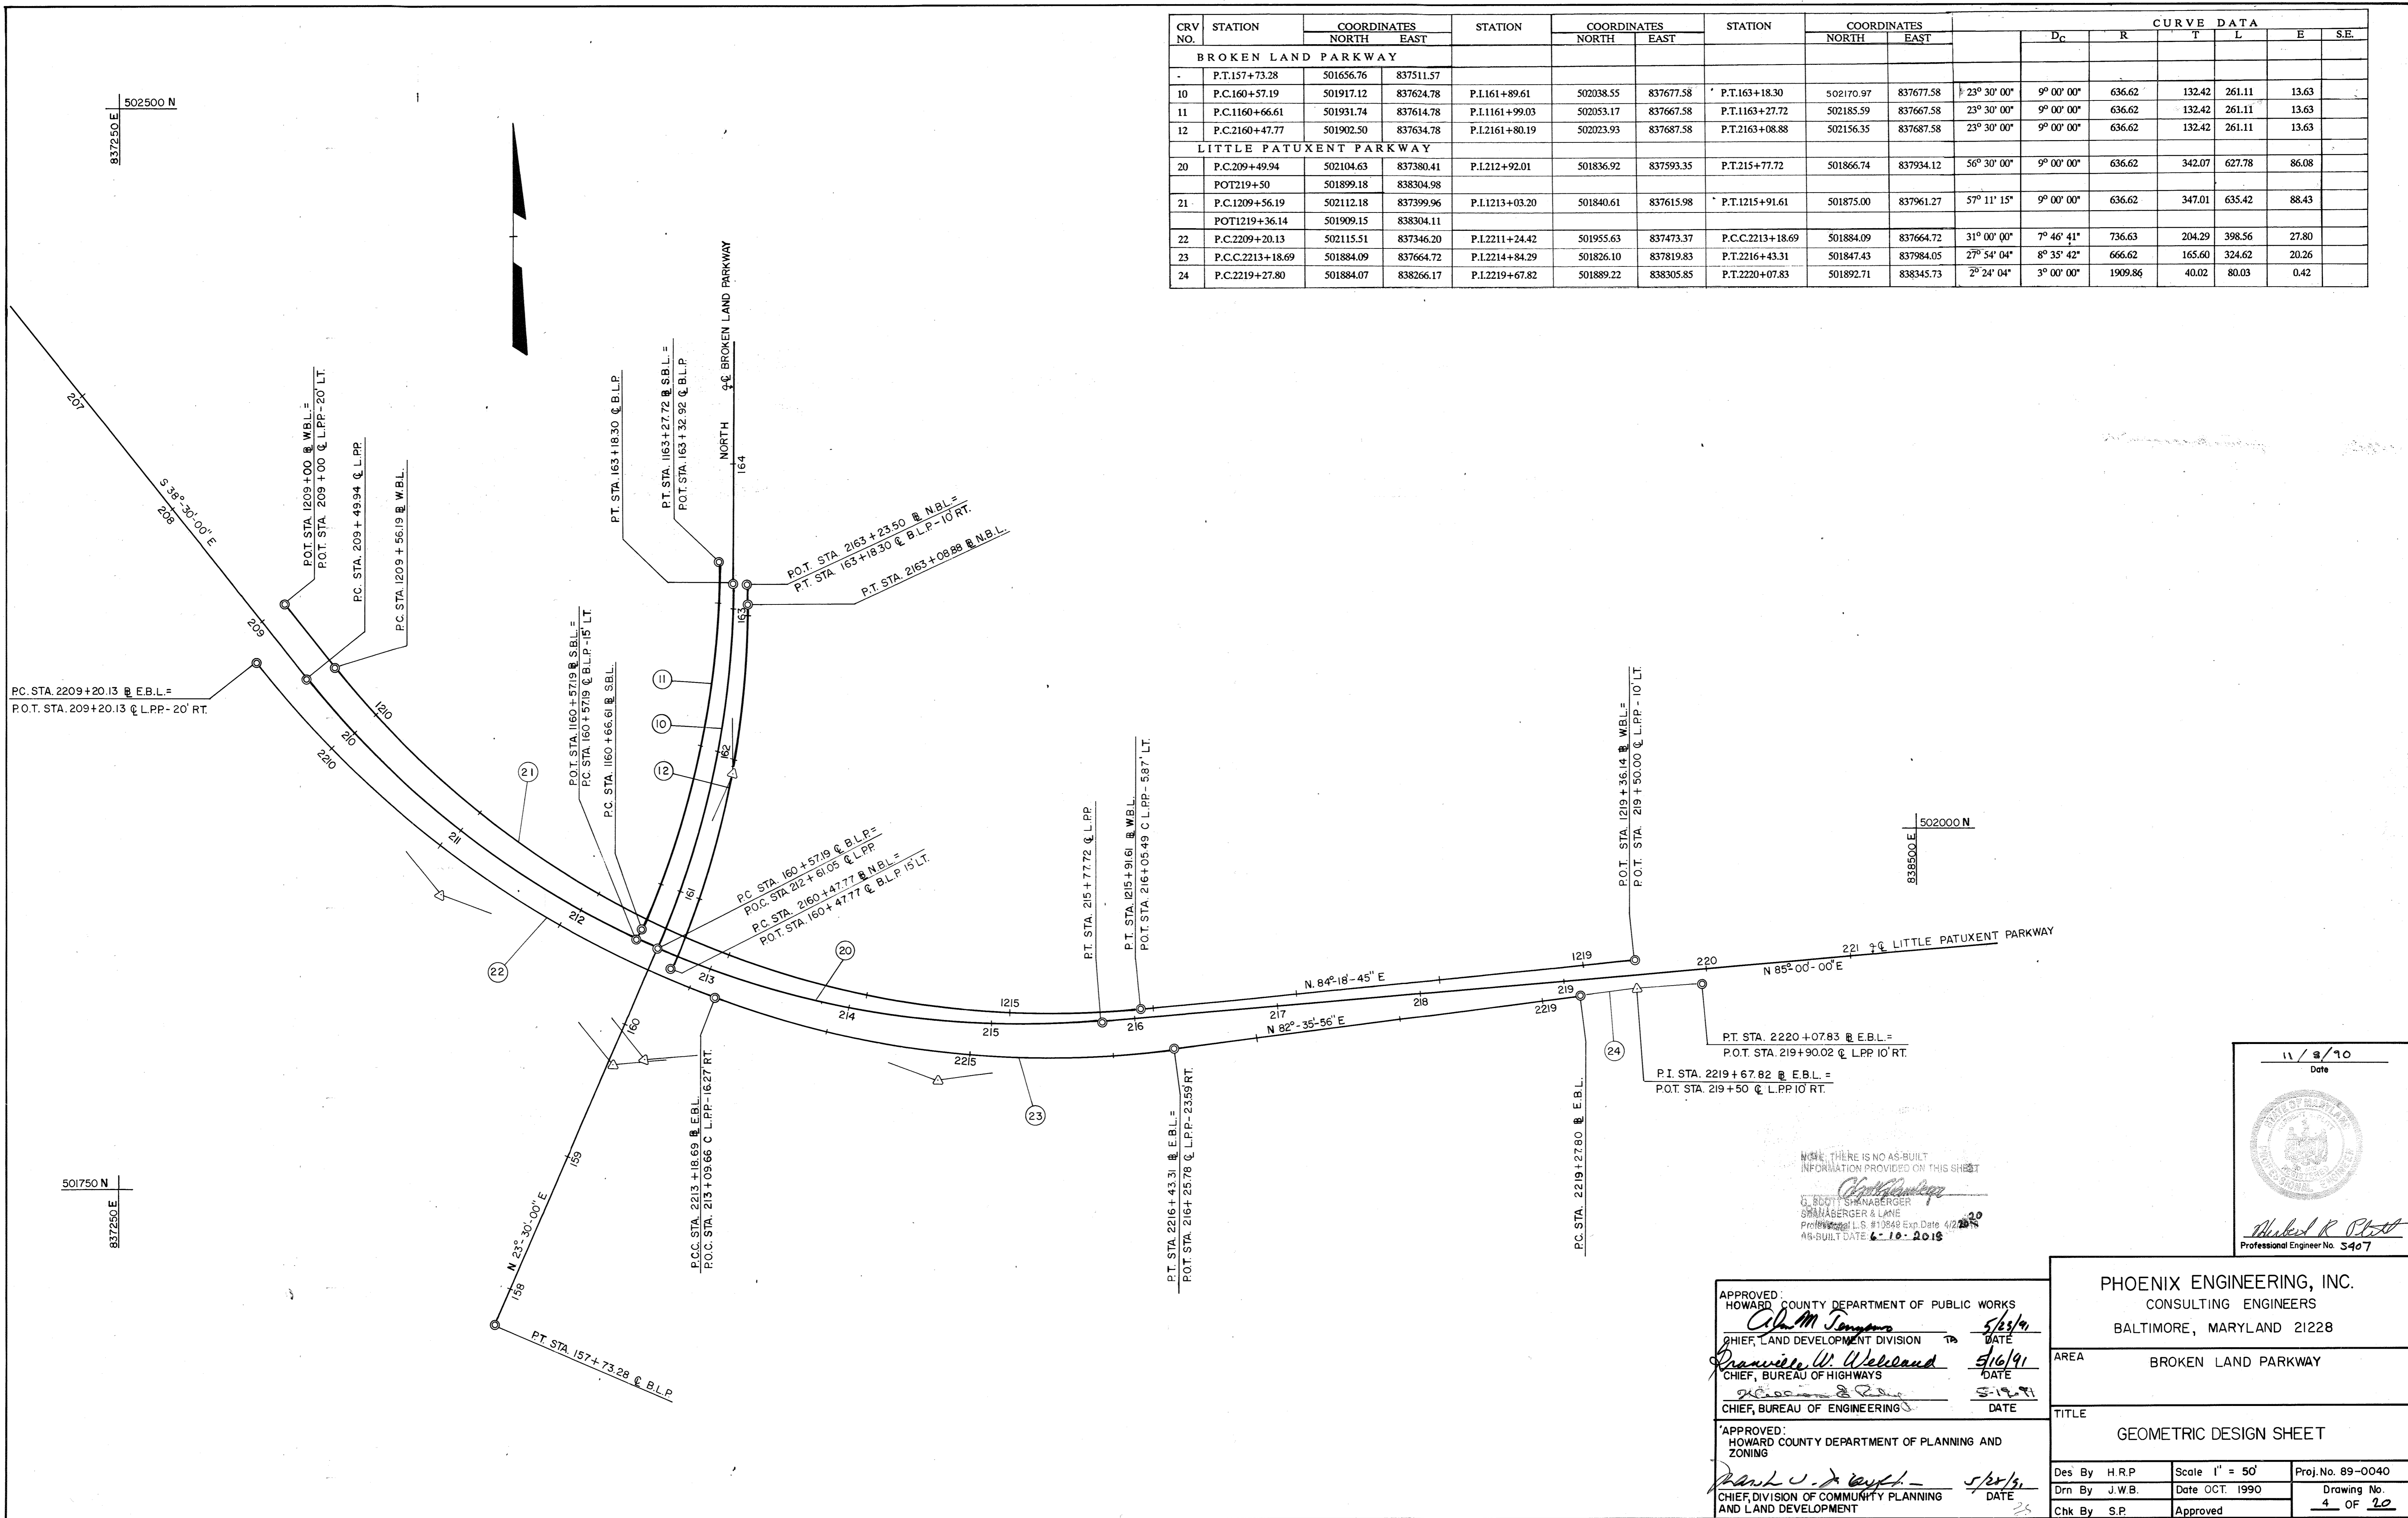 CRV NO. STATION COORDINATES NORTH EAST STATION COORDINATES NORTH EAST STATION COORDINATES NORTH EAST CURVE DATA Dc R T L E S.E.
BROKEN LAND PARKWAY
- P.T.157+73.28 501656.76 837511.57
10 P.C.160+57.19 501917.12 837624.78 P.I.161+89.61 502038.55 837677.58 P.T.163+18.30 502170.97 837677.58 23° 30' 00" 9° 00' 00" 636.62 132.42 261.11 13.63
11 P.C.1160+66.61 501931.74 837614.78 P.I.1161+99.03 502053.17 837667.58 P.T.1163+27.72 502185.59 837667.58 23° 30' 00" 9° 00' 00" 636.62 132.42 261.11 13.63
12 P.C.2160+47.77 501902.50 837634.78 P.I.2161+80.19 502023.93 837687.58 P.T.2163+08.88 502156.35 837687.58 23° 30' 00" 9° 00' 00" 636.62 132.42 261.11 13.63
LITTLE PATUXENT PARKWAY
20 P.C.209+49.94 502104.63 837380.41 P.I.212+92.01 501836.92 837593.35 P.T.215+77.72 501866.74 837934.12 56° 30' 00" 9° 00' 00" 636.62 342.07 627.78 86.08
POT219+50 501899.18 838304.98
21 P.C.1209+56.19 502112.18 837399.96 P.I.1213+03.20 501840.61 837615.98 P.T.1215+91.61 501875.00 837961.27 57° 11' 15" 9° 00' 00" 636.62 347.01 635.42 88.43
POT1219+36.14 501909.15 838304.11
22 P.C.2209+20.13 502115.51 837346.20 P.I.2211+24.42 501955.63 837473.37 P.C.C.2213+18.69 501884.09 837664.72 31° 00' 00" 7° 46' 41" 736.63 204.29 398.56 27.80
23 P.C.C.2213+18.69 501884.09 837664.72 P.I.2214+84.29 501826.10 837819.83 P.T.2216+43.31 501847.43 837984.05 27° 54' 04" 8° 35' 42" 666.62 165.60 324.62 20.26
24 P.C.2219+27.80 501884.07 838266.17 P.I.2219+67.82 501889.22 838305.85 P.T.2220+07.83 501892.71 838345.73 2° 24' 04" 3° 00' 00" 1909.86 40.02 80.03 0.42
502500 N
837250 E
207
S 38°-30'-00" E
208
209
P.O.T. STA. 1209+00 B W.B.L. =
P.O.T. STA. 209+00 C L.P.P.-20' LT.
P.C. STA. 209+49.94 C L.P.P.
P.C. STA. 1209+56.19 B W.B.L.
P.T. STA. 163+18.30 C B.L.P.
P.T. STA. 1163+27.72 B S.B.L. =
P.O.T. STA. 163+32.92 C B.L.P.
NORTH C BROKEN LAND PARKWAY
164
163
P.O.T. STA. 2163+23.50 B N.B.L. =
P.T. STA. 163+18.30 C B.L.P.-10' RT.
P.T. STA. 2163+08.88 B N.B.L.
P.C. STA. 2209+20.13 B E.B.L. =
P.O.T. STA. 209+20.13 C L.P.P.- 20' RT.
1210
210
2210
211
212
21
22
P.O.T. STA. 1160+57.19 B S.B.L. =
P.C. STA. 160+57.19 C B.L.P.-15' LT.
P.C. STA. 1160+66.61 B S.B.L.
11
10
12
162
161
P.C. STA. 160+57.19 C B.L.P. =
P.O.C. STA 212+61.05 C L.P.P.
P.C. STA. 2160+47.77 B N.B.L. =
P.O.T. STA. 160+47.77 C B.L.P. 15' LT.
213
20
214
215
1215
2215
216
217
218
219
220
1219
2219
P.T. STA. 215+77.72 C L.P.P.
P.T. STA. 1215+91.61 B W.B.L.
P.O.T. STA. 216+05.49 C L.P.P.- 5.87' LT.
P.O.T. STA. 1219+36.14 B W.B.L. =
P.O.T. STA. 219+50.00 C L.P.P.-10' LT.
502000 N
838500 E
221 C LITTLE PATUXENT PARKWAY
N 85°-00'-00" E
N. 84°-18'-45" E
N 82°-35'-56" E
24
23
P.T. STA. 2220+07.83 B E.B.L. =
P.O.T. STA. 219+90.02 C L.P.P. 10' RT.
P.I. STA. 2219+67.82 B E.B.L. =
P.O.T. STA. 219+50 C L.P.P. 10' RT.
P.C. STA. 2219+27.80 B E.B.L.
P.T. STA. 2216+43.31 B E.B.L. =
P.O.T. STA. 216+25.78 C L.P.P.-23.59' RT.
P.C.C. STA. 2213+18.69 B E.B.L.
P.O.C. STA. 213+09.66 C L.P.P.-16.27' RT.
160
159
N 23°-30'-00" E
158
P.T. STA. 157+73.28 C B.L.P.
501750 N
837250 E
NOTE: THERE IS NO AS-BUILT
INFORMATION PROVIDED ON THIS SHEET
G. SCOTT SHANABERGER
SHANABERGER & LANE
Professional L.S. #10849 Exp. Date
AS-BUILT DATE 6-10-2018
11/8/90
Date
STATE OF MARYLAND
PROFESSIONAL ENGINEER
Herbert R Platt
Professional Engineer No. 5407
APPROVED:
HOWARD COUNTY DEPARTMENT OF PUBLIC WORKS
5/23/91
CHIEF, LAND DEVELOPMENT DIVISION DATE
5/16/91
CHIEF, BUREAU OF HIGHWAYS DATE
5-19-91
CHIEF, BUREAU OF ENGINEERING DATE
APPROVED:
HOWARD COUNTY DEPARTMENT OF PLANNING AND
ZONING
CHIEF, DIVISION OF COMMUNITY PLANNING DATE
AND LAND DEVELOPMENT
PHOENIX ENGINEERING, INC.
CONSULTING ENGINEERS
BALTIMORE, MARYLAND 21228
AREA BROKEN LAND PARKWAY
TITLE
GEOMETRIC DESIGN SHEET
Des By H.R.P Scale 1" = 50' Proj. No. 89-0040
Drn By J.W.B. Date OCT. 1990 Drawing No.
Chk By S.P. Approved 4 OF 20